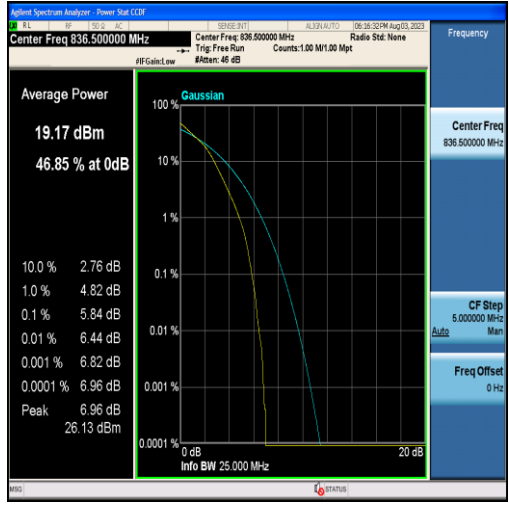 Agilent Spectrum Analyzer - Power Stat CCDF
RL RF 50 Ω AC SENSE:INT ALIGN AUTO 06:16:32 PM Aug 03, 2023
Center Freq 836.500000 MHz
Center Freq: 836.500000 MHz Radio Std: None
Trig: Free Run Counts:1.00 M/1.00 Mpt
#IFGain:Low #Atten: 46 dB
Frequency
Average Power
19.17 dBm
46.85 % at 0dB
10.0 % 2.76 dB
1.0 % 4.82 dB
0.1 % 5.84 dB
0.01 % 6.44 dB
0.001 % 6.82 dB
0.0001 % 6.96 dB
Peak 6.96 dB
26.13 dBm
Gaussian
100 %
10 %
1 %
0.1 %
0.01 %
0.001 %
0.0001 %
0 dB 20 dB
Info BW 25.000 MHz
Center Freq
836.500000 MHz
CF Step
5.000000 MHz
Auto Man
Freq Offset
0 Hz
MSG STATUS